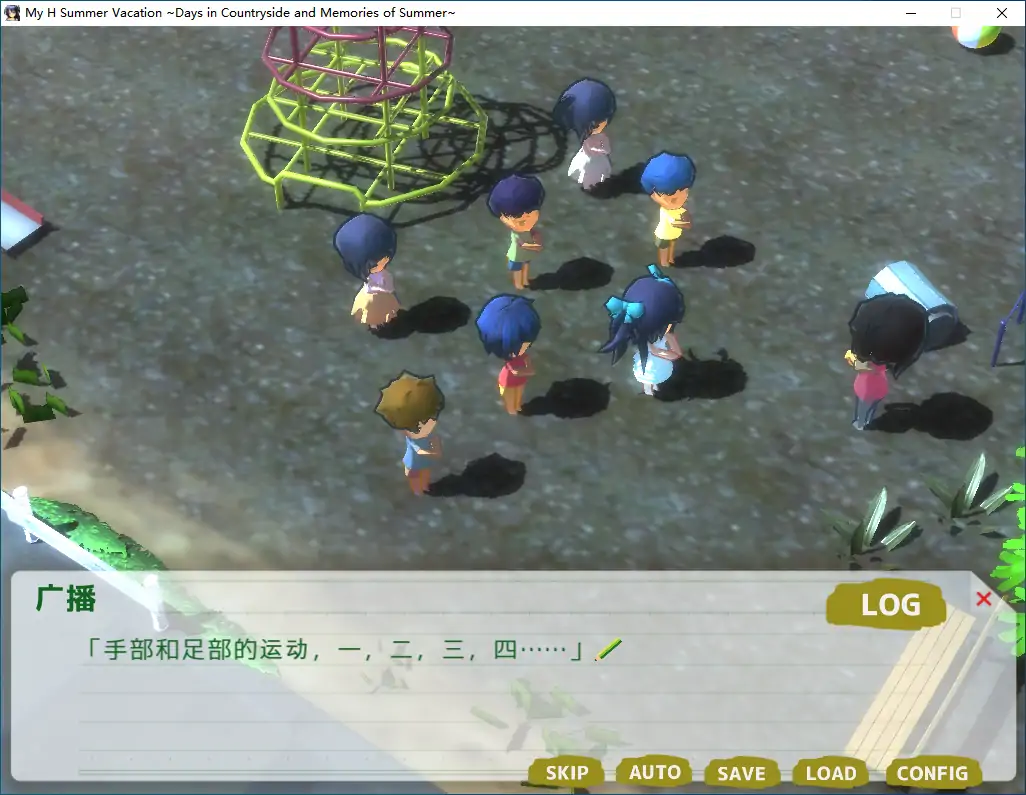 My H Summer Vacation ~Days in Countryside and Memories of Summer~
广播
LOG
「手部和足部的运动，一，二，三，四……」
SKIP AUTO SAVE LOAD CONFIG